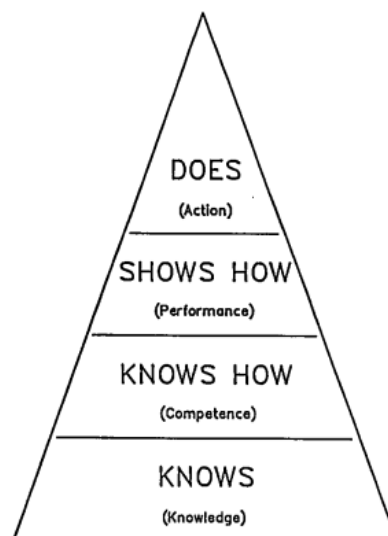 DOES
(Action)
SHOWS HOW
(Performance)
KNOWS HOW
(Competence)
KNOWS
(Knowledge)